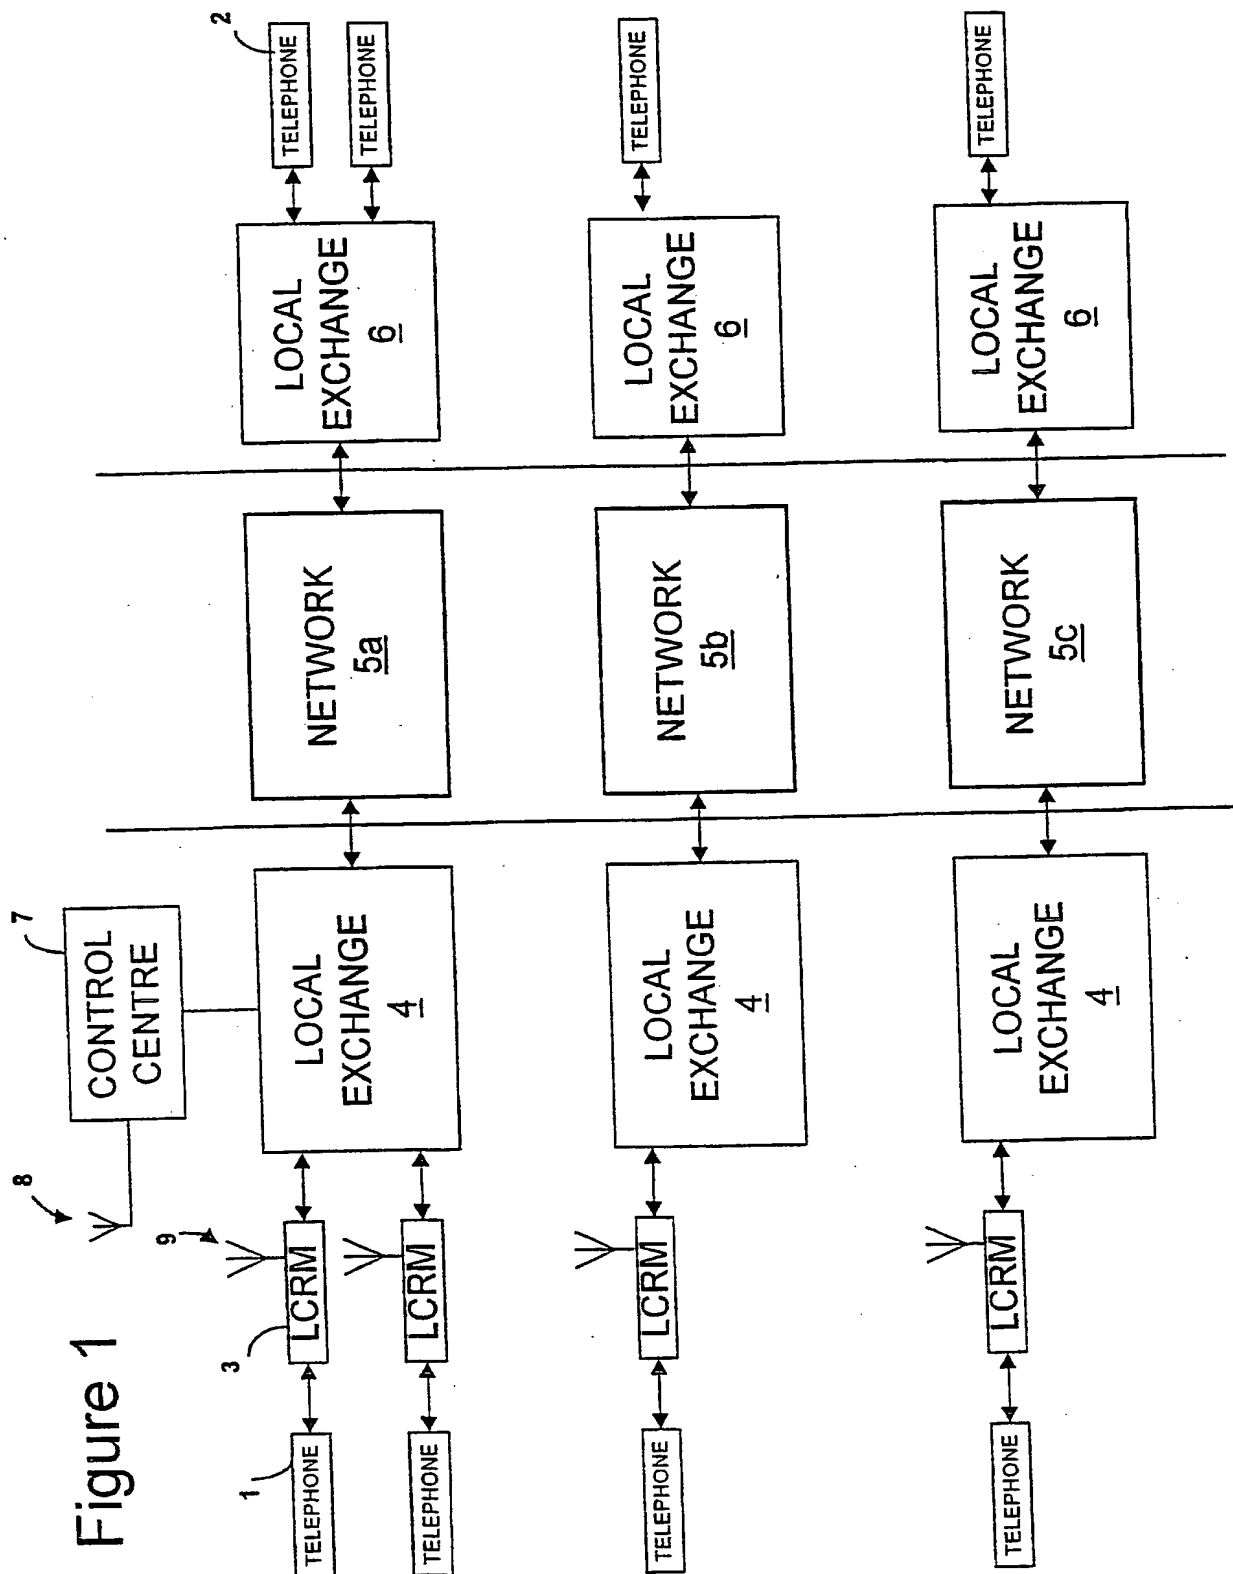 Figure 1
8
7
CONTROL
CENTRE
9
3
1
2
TELEPHONE
LCRM
LOCAL
EXCHANGE
4
NETWORK
5a
LOCAL
EXCHANGE
6
TELEPHONE
TELEPHONE
LCRM
TELEPHONE
TELEPHONE
LCRM
LOCAL
EXCHANGE
4
NETWORK
5b
LOCAL
EXCHANGE
6
TELEPHONE
TELEPHONE
LCRM
LOCAL
EXCHANGE
4
NETWORK
5c
LOCAL
EXCHANGE
6
TELEPHONE